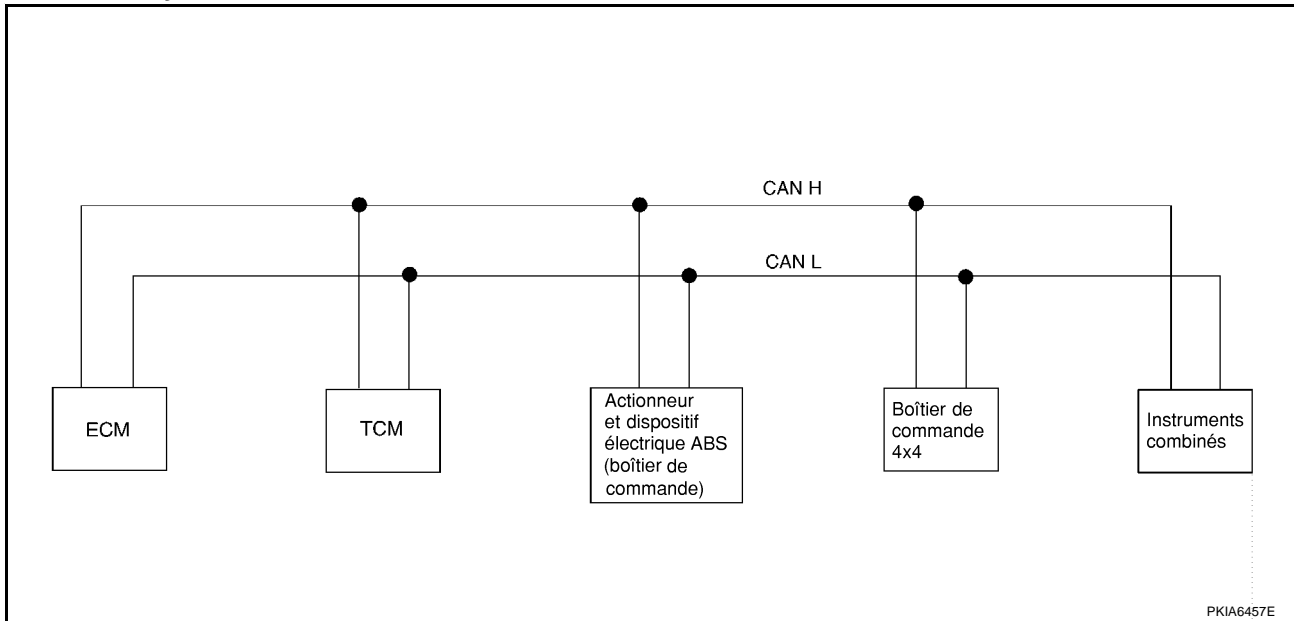 CAN H
CAN L
ECM
TCM
Actionneur
et dispositif
électrique ABS
(boîtier de
commande)
Boîtier de
commande
4x4
Instruments
combinés
PKIA6457E